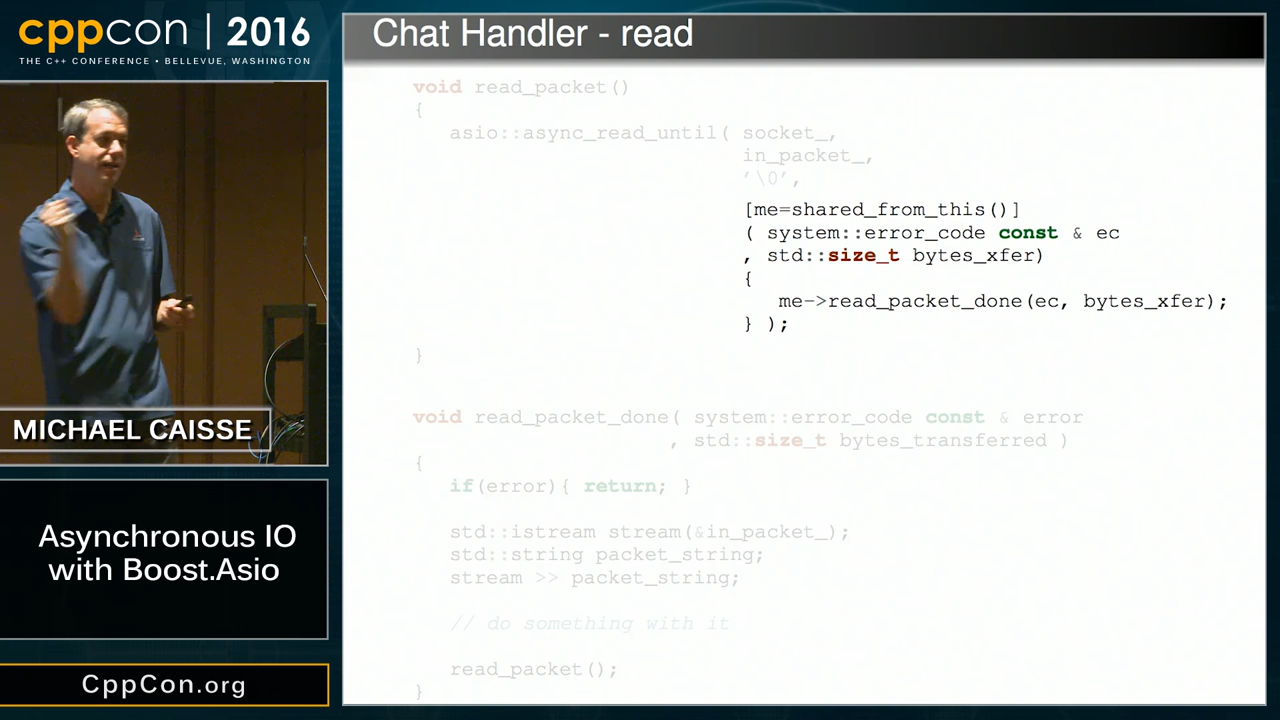 cppcon | 2016
THE C++ CONFERENCE • BELLEVUE, WASHINGTON
MICHAEL CAISSE
Asynchronous IO
with Boost.Asio
CppCon.org
Chat Handler - read
void read_packet()
{
asio::async_read_until( socket_,
in_packet_,
'\0',
[me=shared_from_this()]
( system::error_code const & ec
, std::size_t bytes_xfer)
{
me->read_packet_done(ec, bytes_xfer);
} );
}
void read_packet_done( system::error_code const & error
, std::size_t bytes_transferred )
{
if(error){ return; }
std::istream stream(&in_packet_);
std::string packet_string;
stream >> packet_string;
// do something with it
read_packet();
}